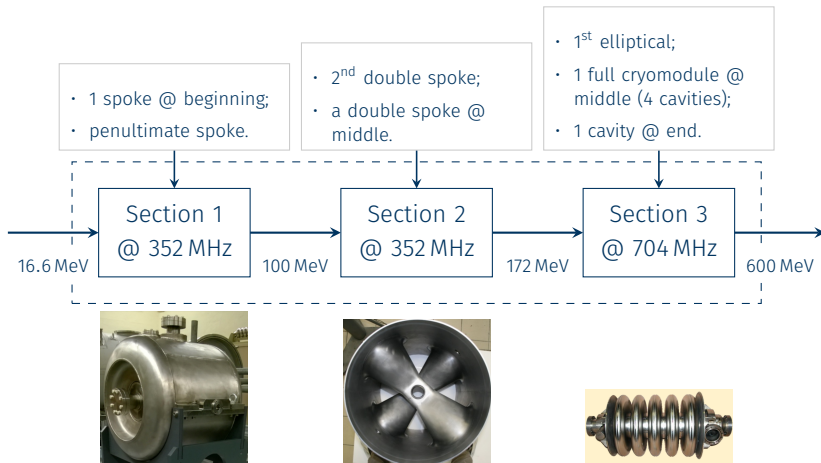 · 1 spoke @ beginning;
· penultimate spoke.
· 2nd double spoke;
· a double spoke @
middle.
· 1st elliptical;
· 1 full cryomodule @
middle (4 cavities);
· 1 cavity @ end.
Section 1
@ 352 MHz
Section 2
@ 352 MHz
Section 3
@ 704 MHz
16.6 MeV
100 MeV
172 MeV
600 MeV